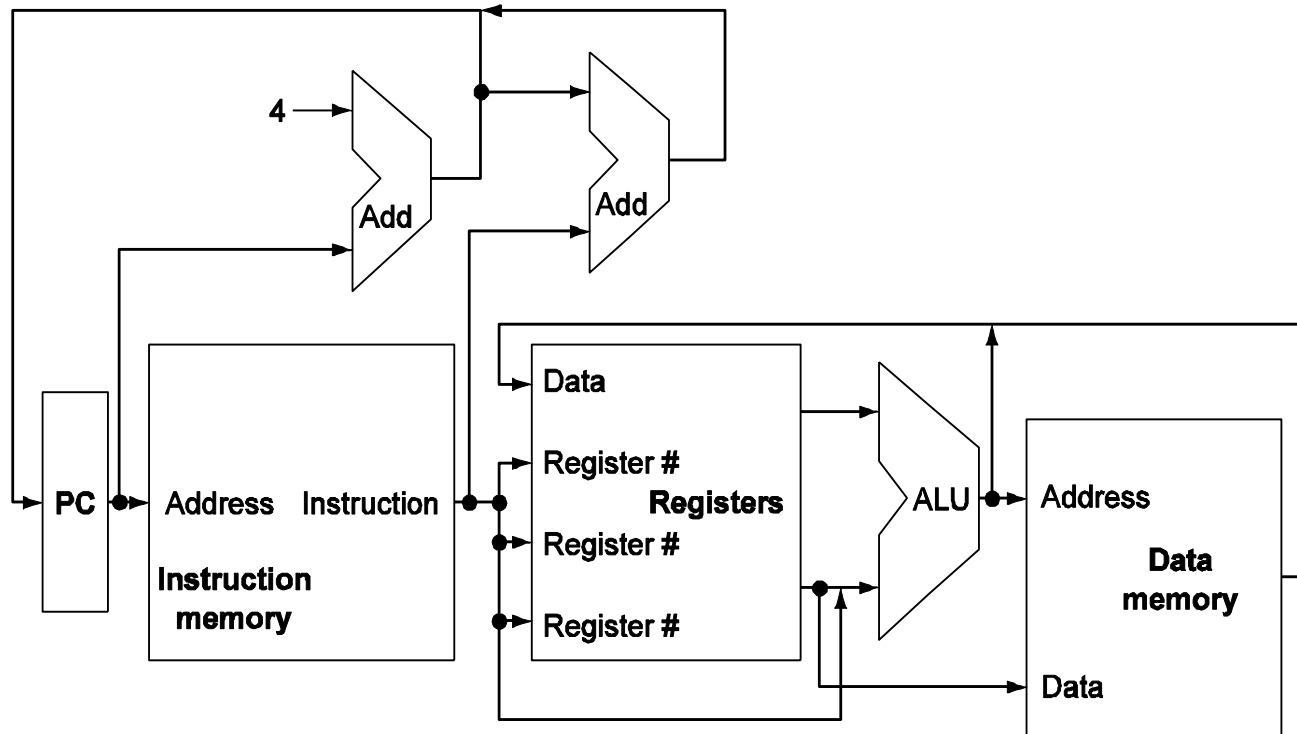 4
Add
Add
Data
Register #
PC
Address
Instruction
Registers
ALU
Address
Register #
Instruction
memory
Data
memory
Register #
Data